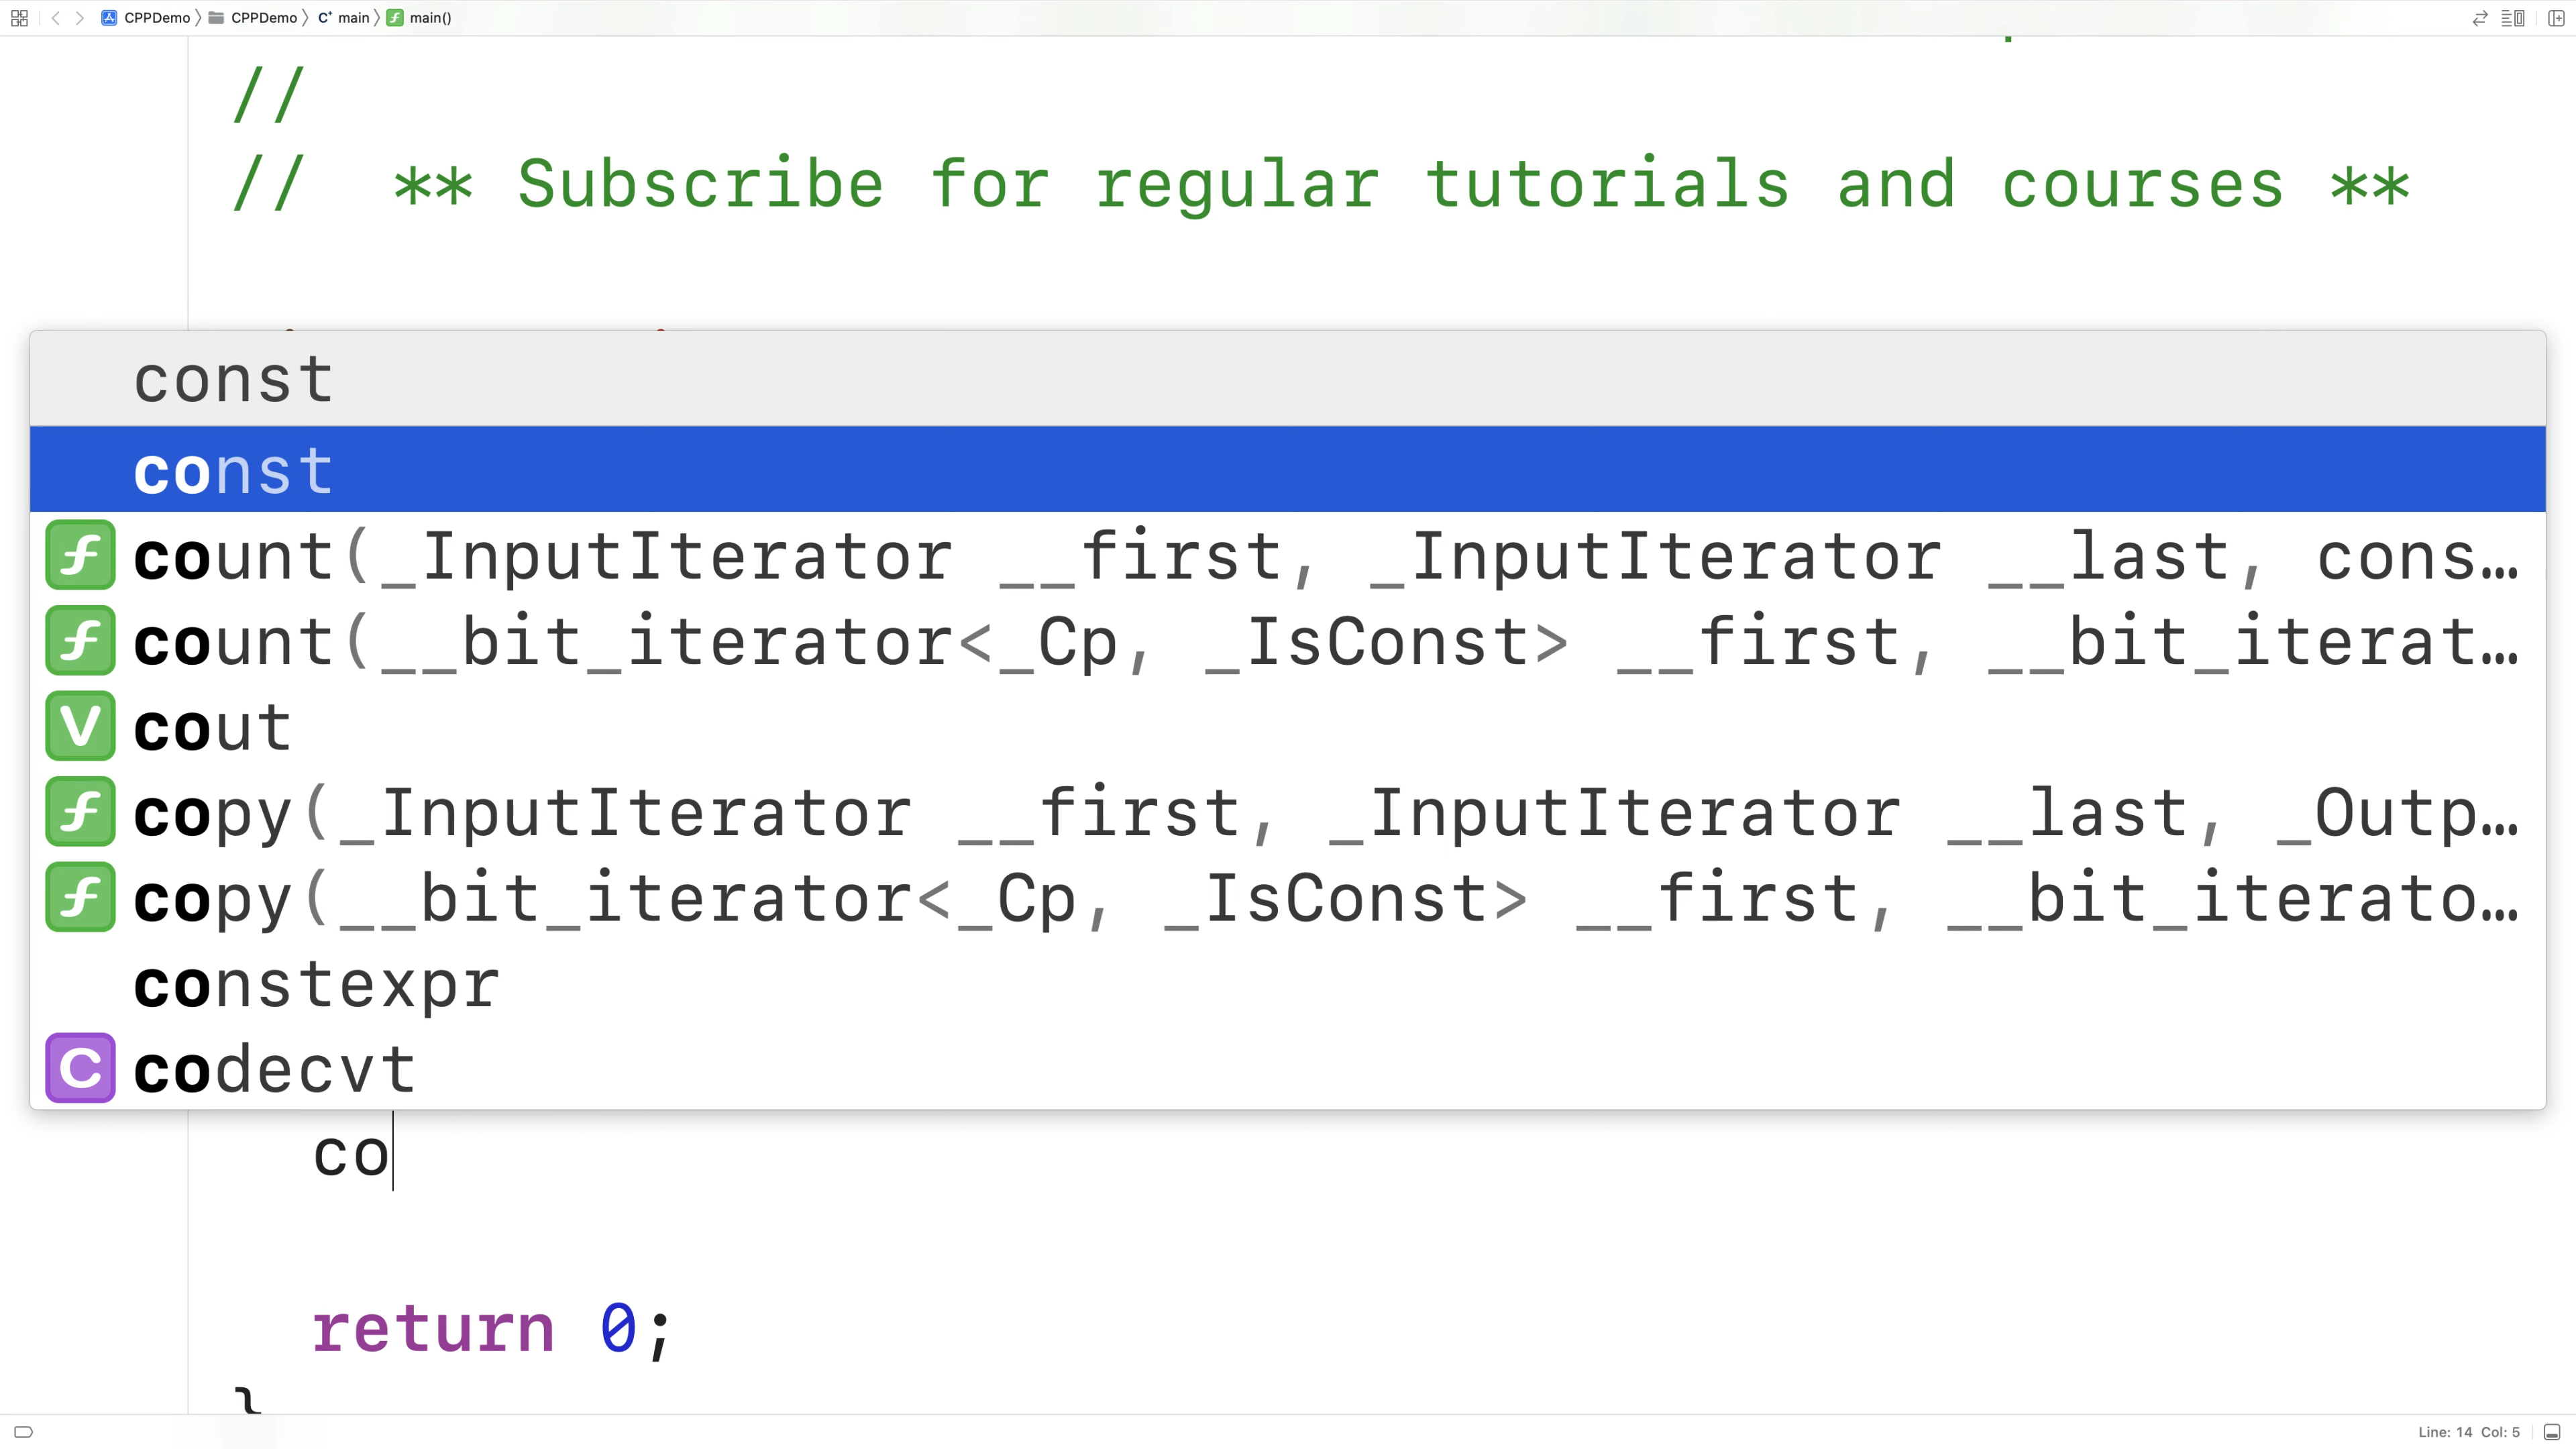 CPPDemo 〉 CPPDemo 〉 C+ main 〉 f main()
//
//  ** Subscribe for regular tutorials and courses **
const
const
f count(_InputIterator __first, _InputIterator __last, cons…
f count(__bit_iterator<_Cp, _IsConst> __first, __bit_iterat…
V cout
f copy(_InputIterator __first, _InputIterator __last, _Outp…
f copy(__bit_iterator<_Cp, _IsConst> __first, __bit_iterato…
constexpr
C codecvt
co
return 0;
}
Line: 14 Col: 5